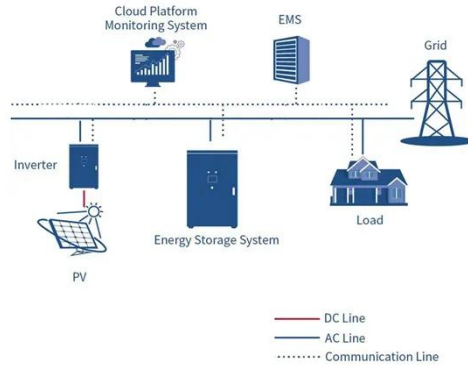 Cloud Platform
Monitoring System
EMS
Grid
Inverter
Energy Storage System
Load
PV
DC Line
AC Line
Communication Line